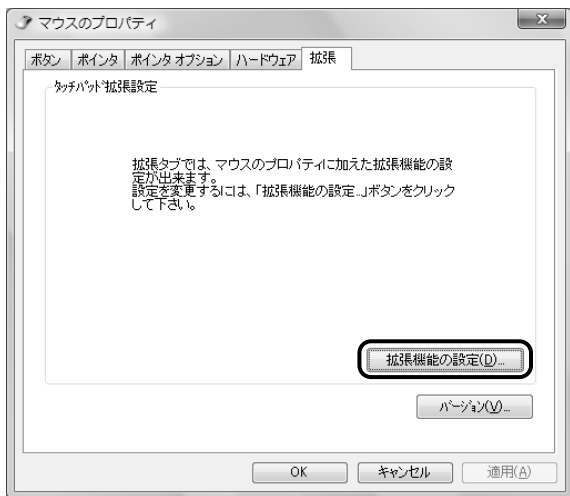 マウスのプロパティ
ボタン ポインタ ポインタ オプション ハードウェア 拡張
ﾀｯﾁﾊﾟｯﾄﾞ拡張設定
拡張タブでは、マウスのプロパティに加えた拡張機能の設
定が出来ます。
設定を変更するには、「拡張機能の設定...」ボタンをクリック
して下さい。
拡張機能の設定(D)...
ﾊﾞｰｼﾞｮﾝ(V)...
OK キャンセル 適用(A)